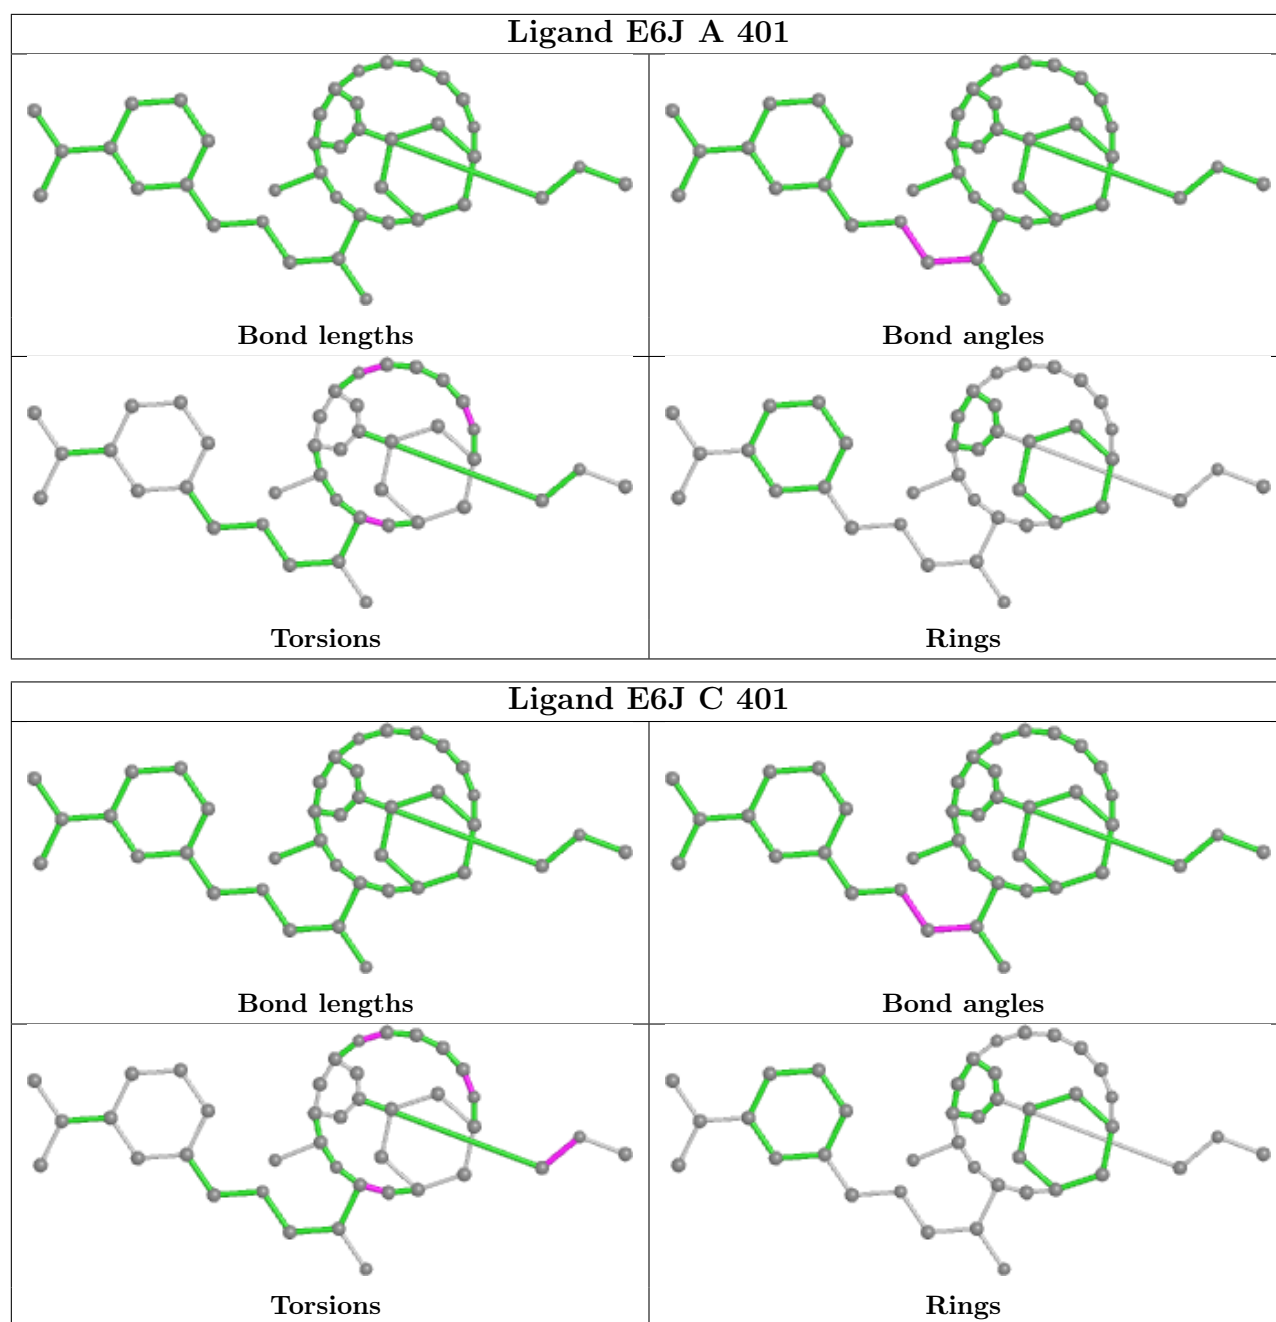 Ligand E6J A 401
Bond lengths
Bond angles
Torsions
Rings
Ligand E6J C 401
Bond lengths
Bond angles
Torsions
Rings